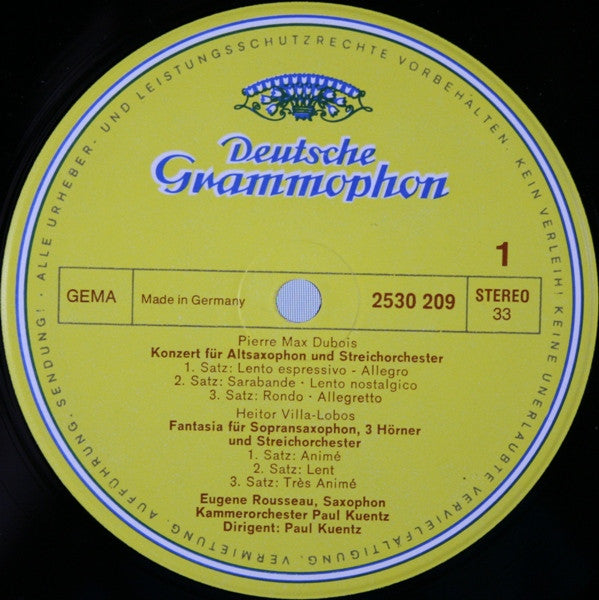 ALLE URHEBER- UND LEISTUNGSSCHUTZRECHTE VORBEHALTEN · KEIN VERLEIH! KEINE UNERLAUBTE VERVIELFÄLTIGUNG, VERMIETUNG, AUFFÜHRUNG, SENDUNG! ·
Deutsche
Grammophon
1
GEMA
Made in Germany
2530 209
STEREO
33
Pierre Max Dubois
Konzert für Altsaxophon und Streichorchester
1. Satz: Lento espressivo - Allegro
2. Satz: Sarabande · Lento nostalgico
3. Satz: Rondo · Allegretto
Heitor Villa-Lobos
Fantasia für Sopransaxophon, 3 Hörner
und Streichorchester
1. Satz: Animé
2. Satz: Lent
3. Satz: Très Animé
Eugene Rousseau, Saxophon
Kammerorchester Paul Kuentz
Dirigent: Paul Kuentz